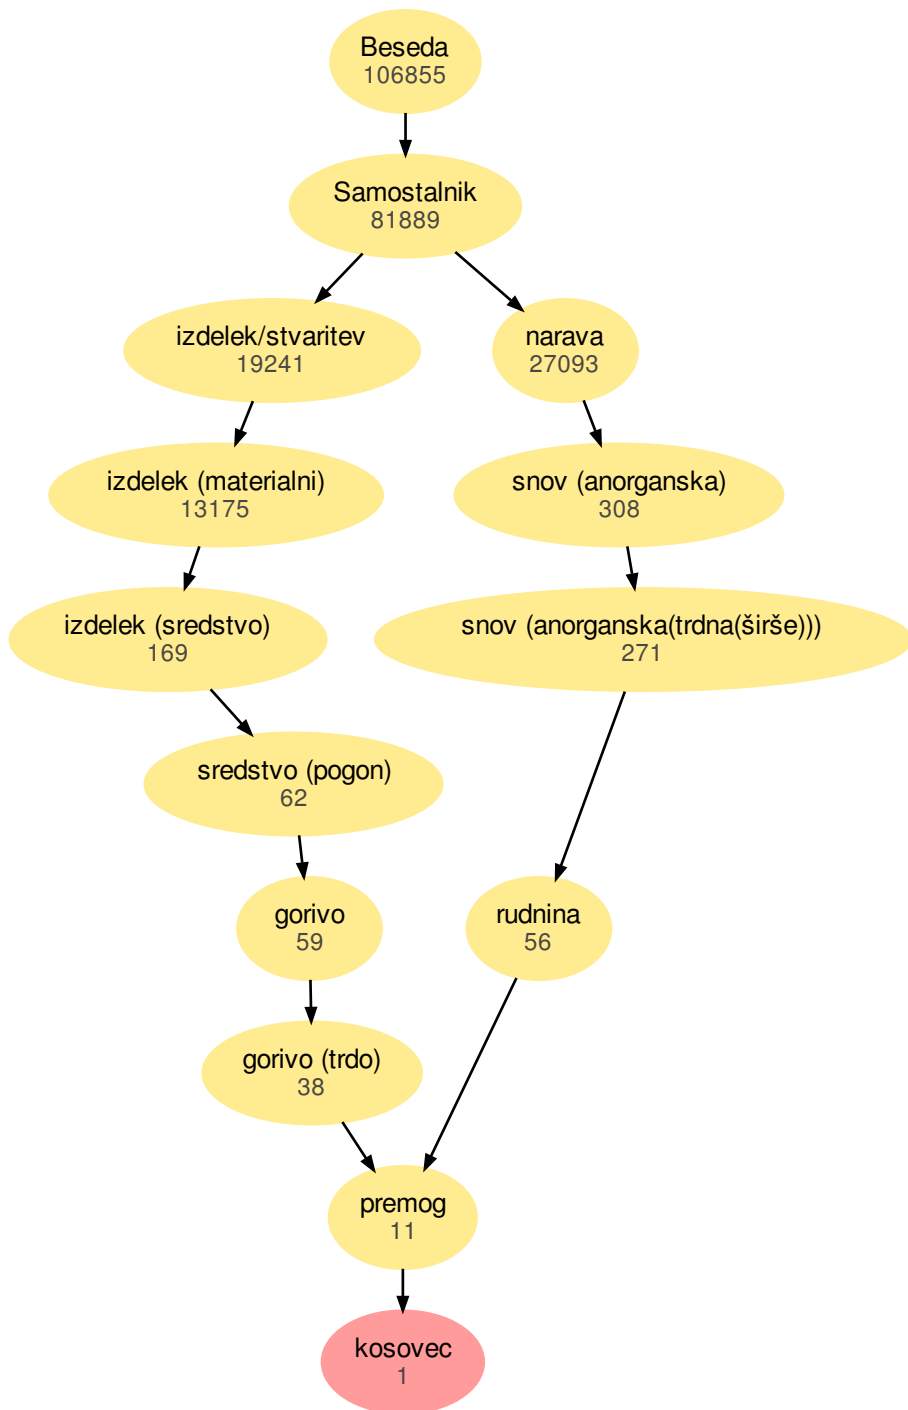 Beseda
106855
Samostalnik
81889
izdelek/stvaritev
19241
narava
27093
izdelek (materialni)
13175
snov (anorganska)
308
izdelek (sredstvo)
169
snov (anorganska(trdna(širše)))
271
sredstvo (pogon)
62
gorivo
59
rudnina
56
gorivo (trdo)
38
premog
11
kosovec
1